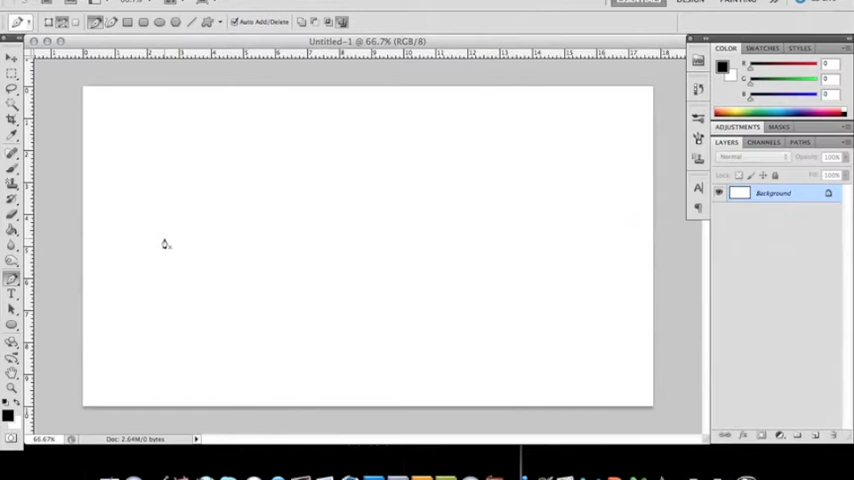 ESSENTIALS DESIGN PAINTING
Auto Add/Delete
Untitled-1 @ 66.7% (RGB/8)
COLOR SWATCHES STYLES
R 0
G 0
B 0
ADJUSTMENTS MASKS
LAYERS CHANNELS PATHS
Normal Opacity: 100%
Lock: Fill: 100%
Background
66.67% Doc: 2.64M/0 bytes